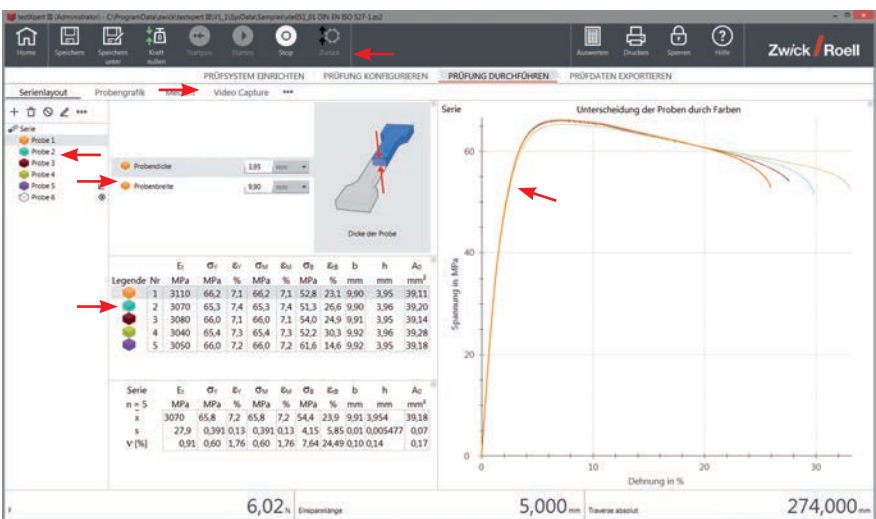 testXpert III (Administrator) - C:\ProgramData\zwick\testxpert III\V1_1\SysData\Samples\ute051_01 DIN EN ISO 527-1.zs2
Home Speichern Speichern unter Kraft nullen Starten Stop Zurück Auswerten Drucken Sperren Hilfe Zwick Roell
PRÜFSYSTEM EINRICHTEN PRÜFUNG KONFIGURIEREN PRÜFUNG DURCHFÜHREN PRÜFDATEN EXPORTIEREN
Serienlayout Probengrafik Video Capture •••
Serie
Probe 1
Probe 2
Probe 3
Probe 4
Probe 5
Probe 6
Probendicke 3,95 mm
Probenbreite 9,90 mm
Dicke der Probe
Et σY εY σM εM σB εtB b h A0
Legende Nr MPa MPa % MPa % MPa % mm mm mm²
1 3110 66,2 7,1 66,2 7,1 52,8 23,1 9,90 3,95 39,11
2 3070 65,3 7,4 65,3 7,4 51,3 26,6 9,90 3,96 39,20
3 3080 66,0 7,1 66,0 7,1 54,0 24,9 9,91 3,95 39,14
4 3040 65,4 7,3 65,4 7,3 52,2 30,3 9,92 3,96 39,28
5 3050 66,0 7,2 66,0 7,2 61,6 14,6 9,92 3,95 39,18
Serie Et σY εY σM εM σB εtB b h A0
n = 5 MPa MPa % MPa % MPa % mm mm mm²
x̄ 3070 65,8 7,2 65,8 7,2 54,4 23,9 9,91 3,954 39,18
s 27,9 0,391 0,13 0,391 0,13 4,15 5,85 0,01 0,005477 0,07
ν [%] 0,91 0,60 1,76 0,60 1,76 7,64 24,49 0,10 0,14 0,17
Serie
Unterscheidung der Proben durch Farben
Spannung in MPa
60
40
20
0
0 10 20 30
Dehnung in %
F 6,02 N Einspannlänge 5,000 mm Traverse absolut 274,000 mm